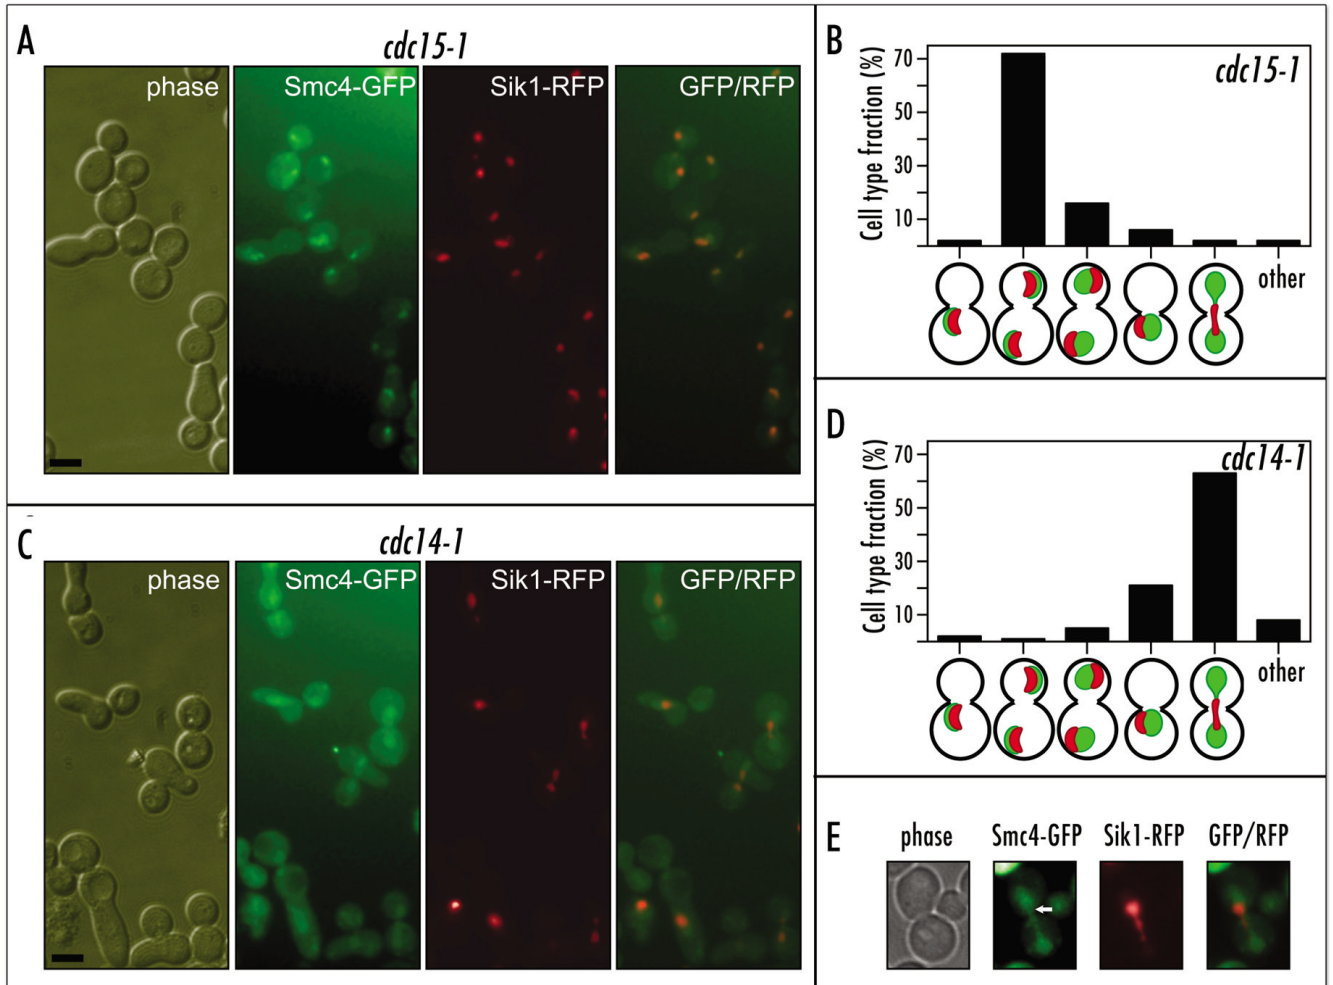 A
cdc15-1
phase
Smc4-GFP
Sik1-RFP
GFP/RFP
B
cdc15-1
Cell type fraction (%)
70
50
30
10
other
C
cdc14-1
phase
Smc4-GFP
Sik1-RFP
GFP/RFP
D
cdc14-1
Cell type fraction (%)
70
50
30
10
other
E
phase
Smc4-GFP
Sik1-RFP
GFP/RFP